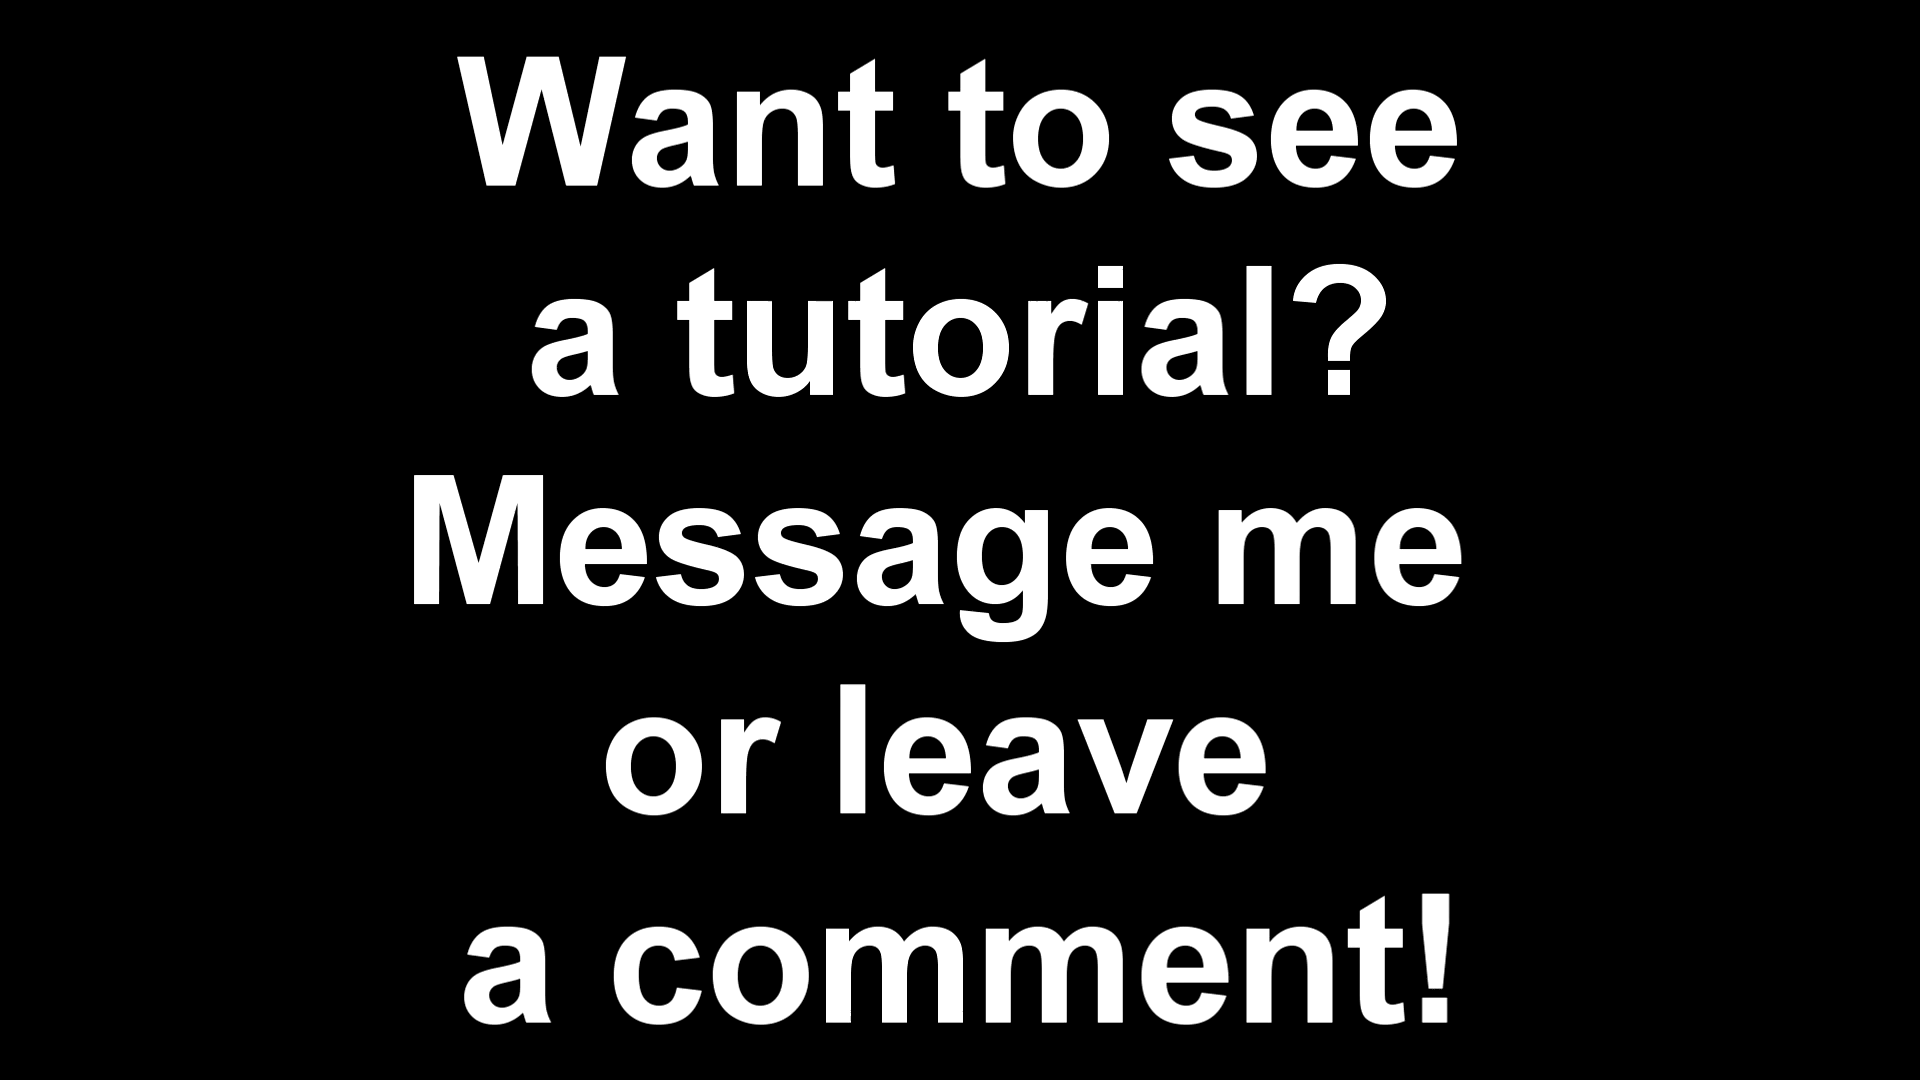 Want to see
a tutorial?
Message me
or leave
a comment!